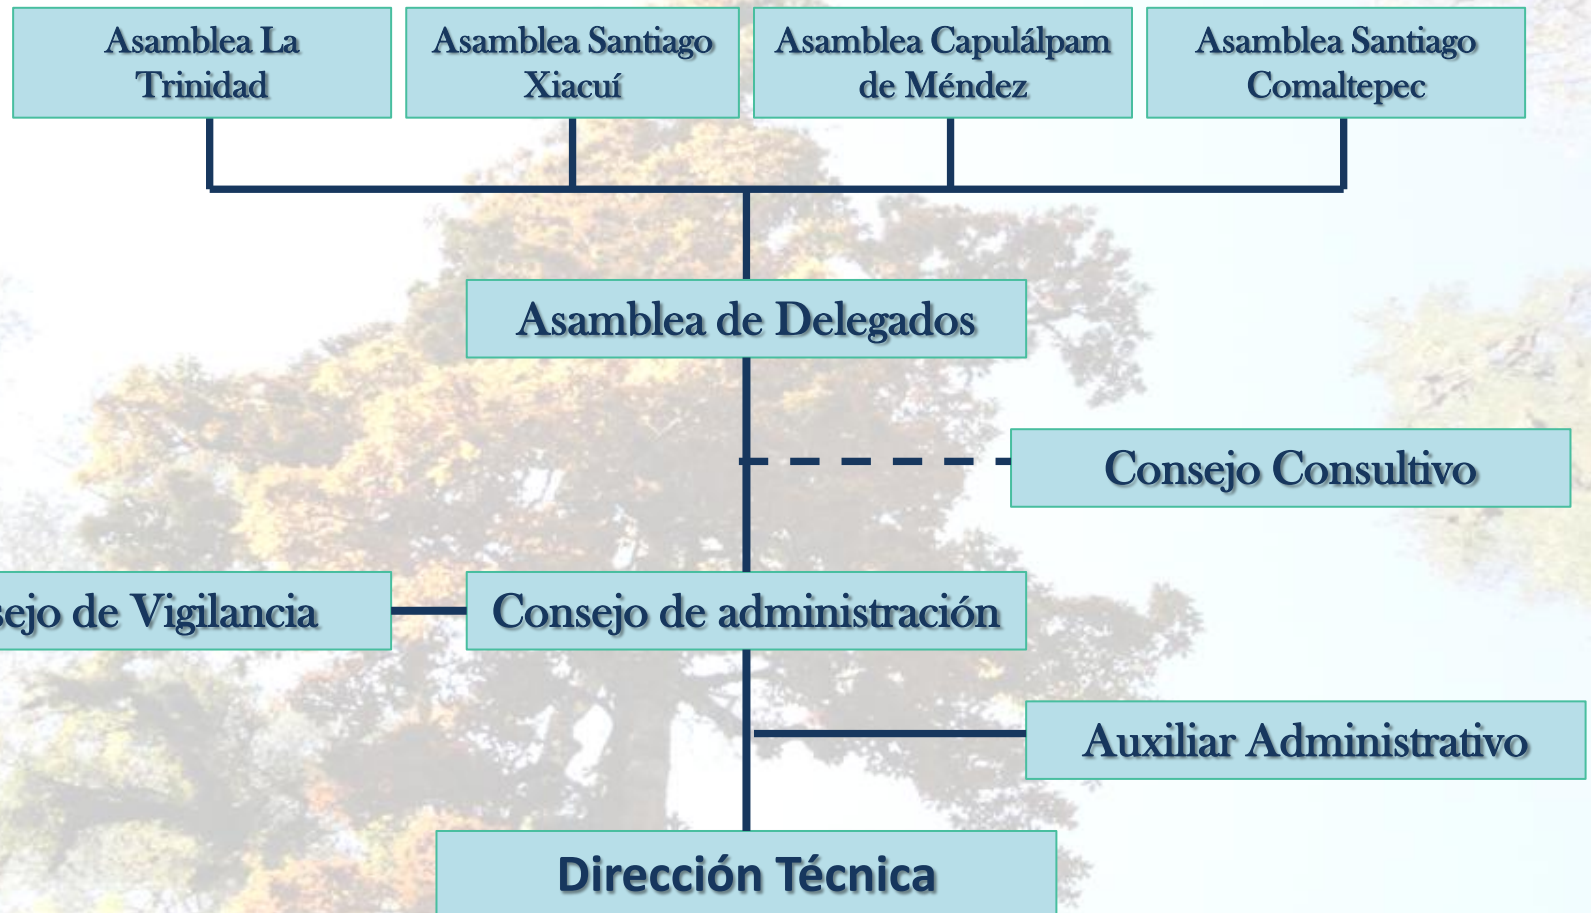 Asamblea La
Trinidad
Asamblea Santiago
Xiacuí
Asamblea Capulálpam
de Méndez
Asamblea Santiago
Comaltepec
Asamblea de Delegados
Consejo Consultivo
sejo de Vigilancia
Consejo de administración
Auxiliar Administrativo
Dirección Técnica